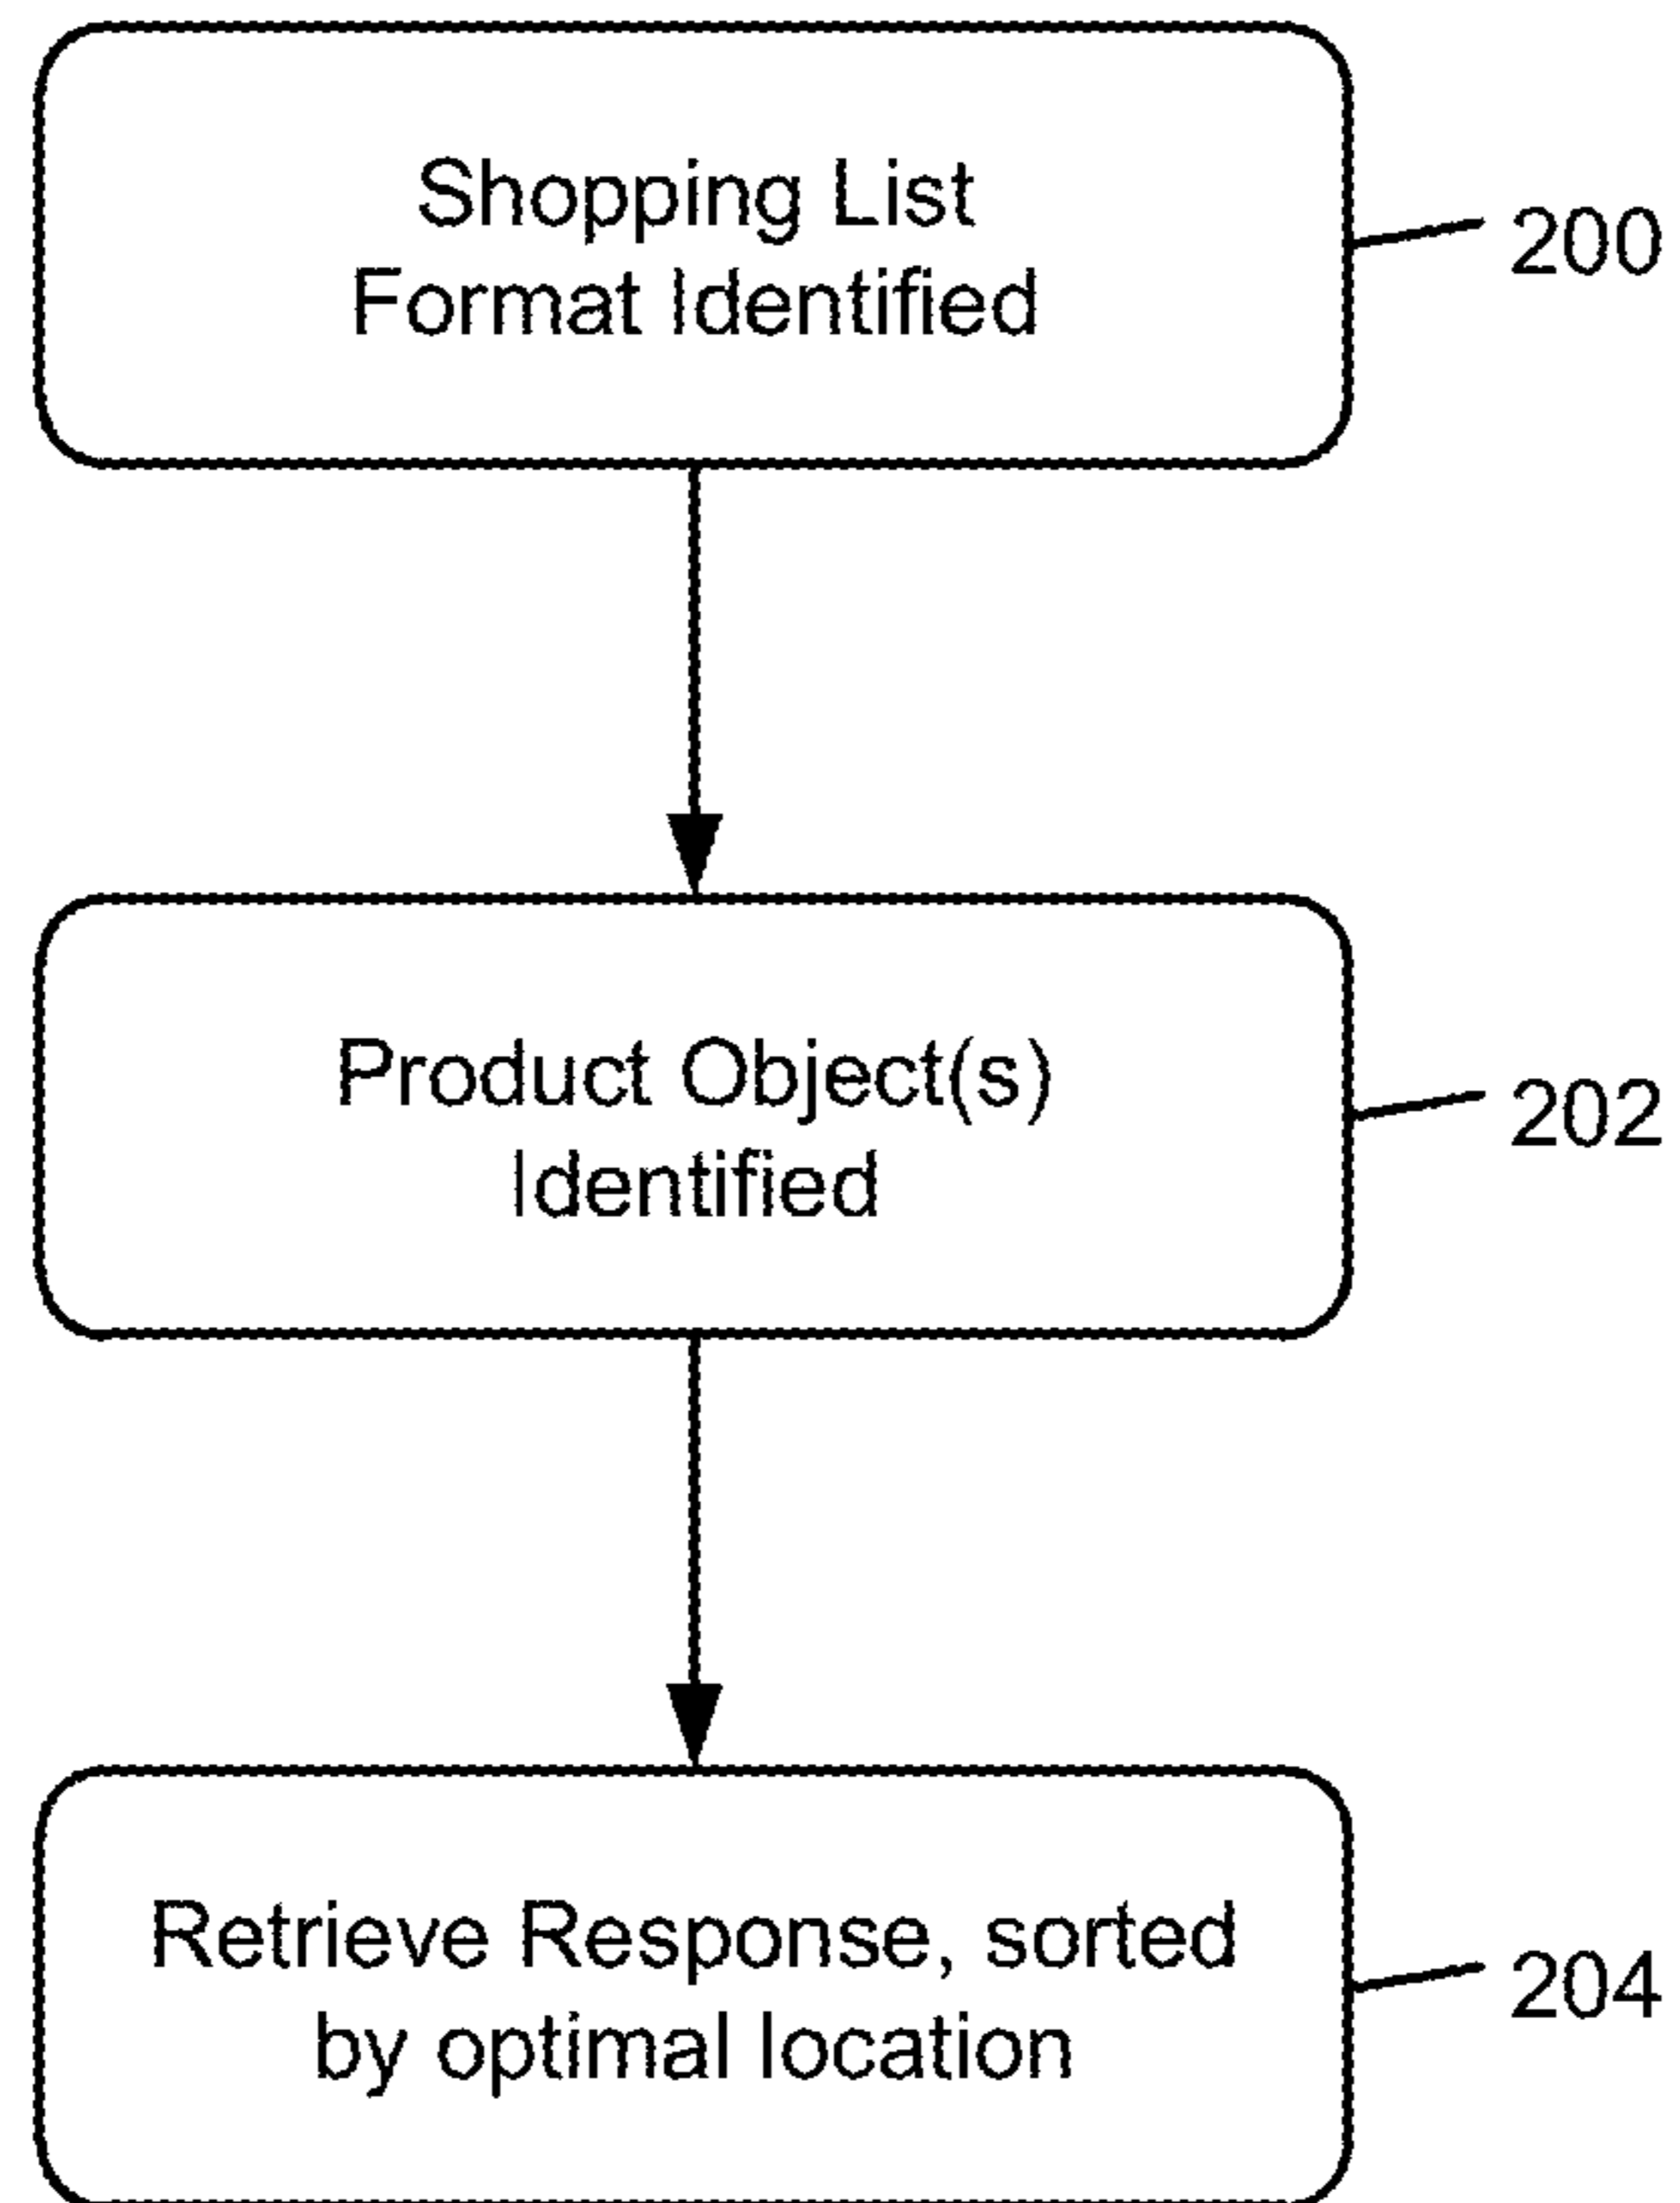 Shopping List
Format Identified
200
Product Object(s)
Identified
202
Retrieve Response, sorted
by optimal location
204